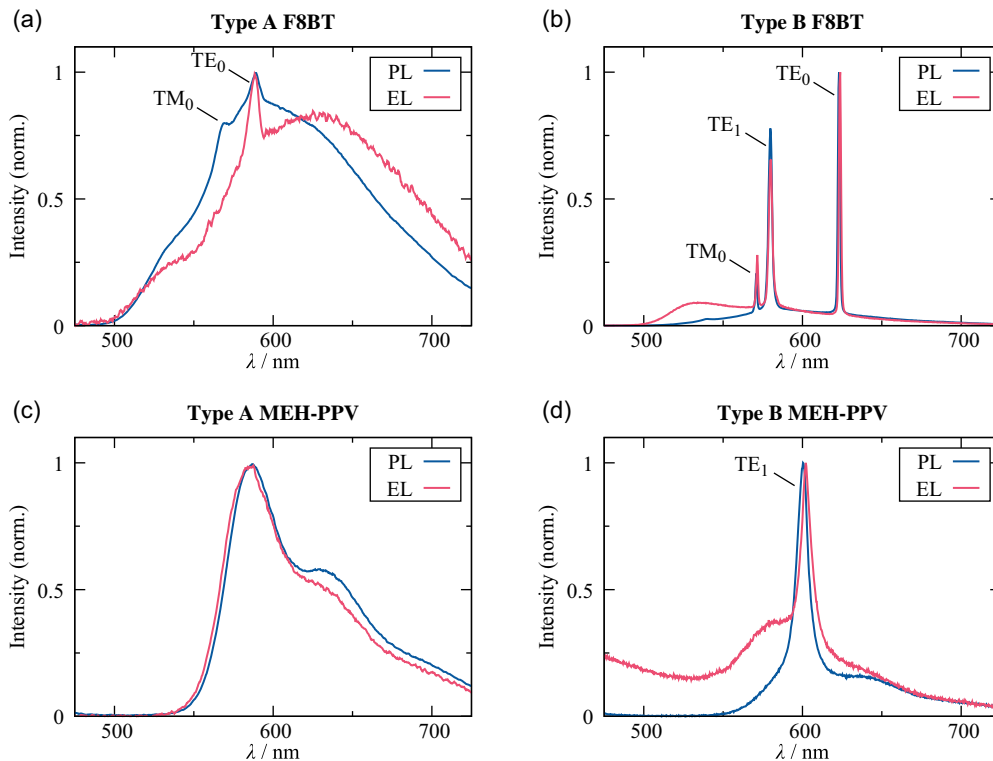 (a)
Type A F8BT
1
0.5
0
Intensity (norm.)
TE0
TM0
PL
EL
500
600
700
λ / nm
(b)
Type B F8BT
1
0.5
0
Intensity (norm.)
TE0
TE1
TM0
PL
EL
500
600
700
λ / nm
(c)
Type A MEH-PPV
1
0.5
0
Intensity (norm.)
PL
EL
500
600
700
λ / nm
(d)
Type B MEH-PPV
1
0.5
0
Intensity (norm.)
TE1
PL
EL
500
600
700
λ / nm